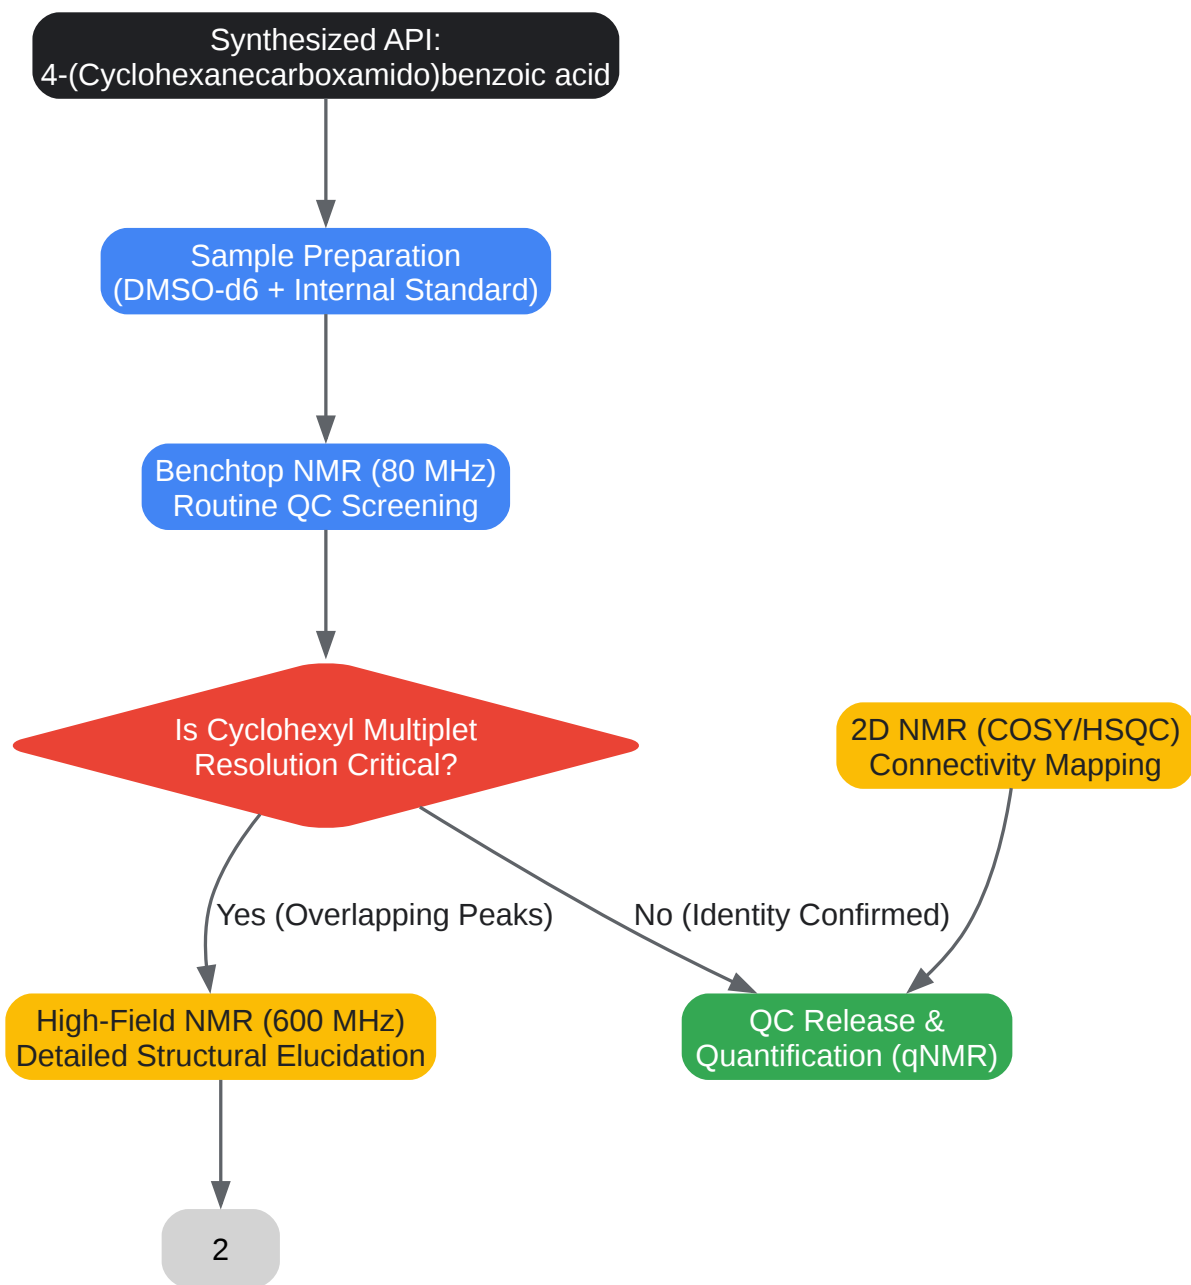 Synthesized API:
4-(Cyclohexanecarboxamido)benzoic acid
Sample Preparation
(DMSO-d6 + Internal Standard)
Benchtop NMR (80 MHz)
Routine QC Screening
Is Cyclohexyl Multiplet
Resolution Critical?
2D NMR (COSY/HSQC)
Connectivity Mapping
Yes (Overlapping Peaks)
No (Identity Confirmed)
High-Field NMR (600 MHz)
Detailed Structural Elucidation
QC Release &
Quantification (qNMR)
2